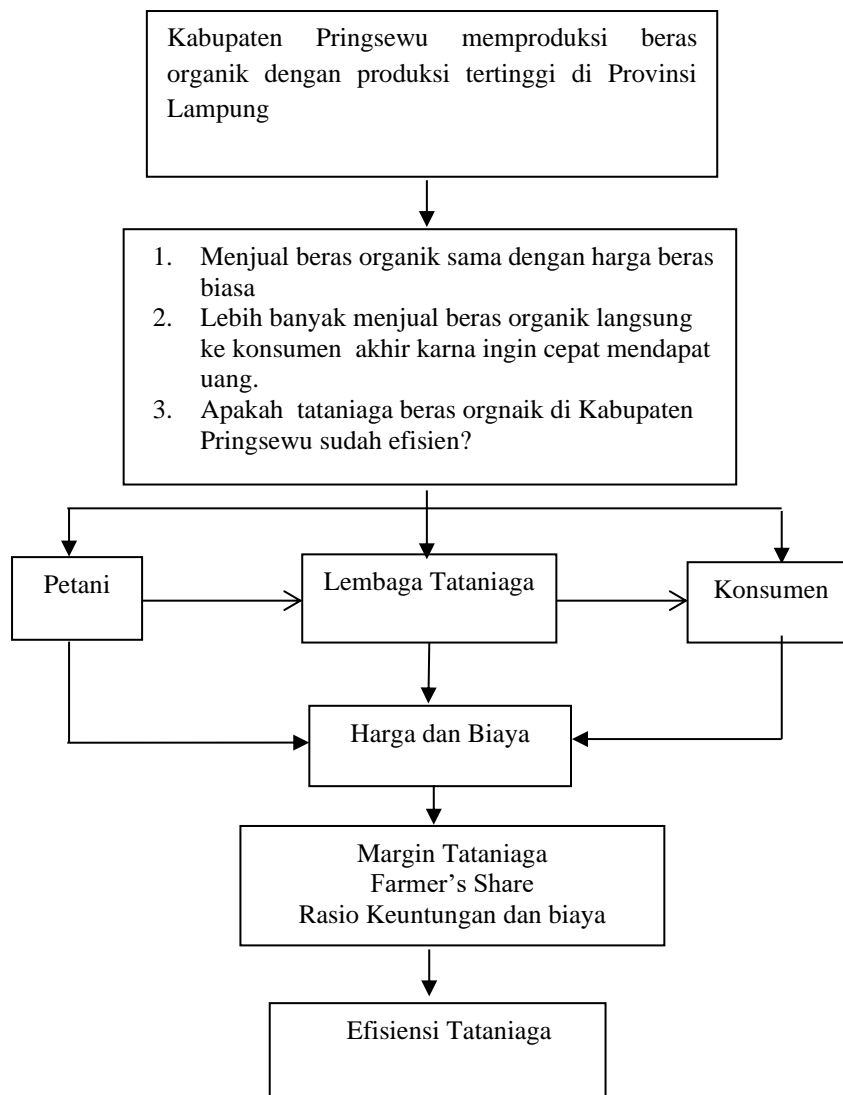 Kabupaten Pringsewu memproduksi beras
organik dengan produksi tertinggi di Provinsi
Lampung
1. Menjual beras organik sama dengan harga beras
biasa
2. Lebih banyak menjual beras organik langsung
ke konsumen akhir karna ingin cepat mendapat
uang.
3. Apakah tataniaga beras orgnaik di Kabupaten
Pringsewu sudah efisien?
Petani
Lembaga Tataniaga
Konsumen
Harga dan Biaya
Margin Tataniaga
Farmer’s Share
Rasio Keuntungan dan biaya
Efisiensi Tataniaga